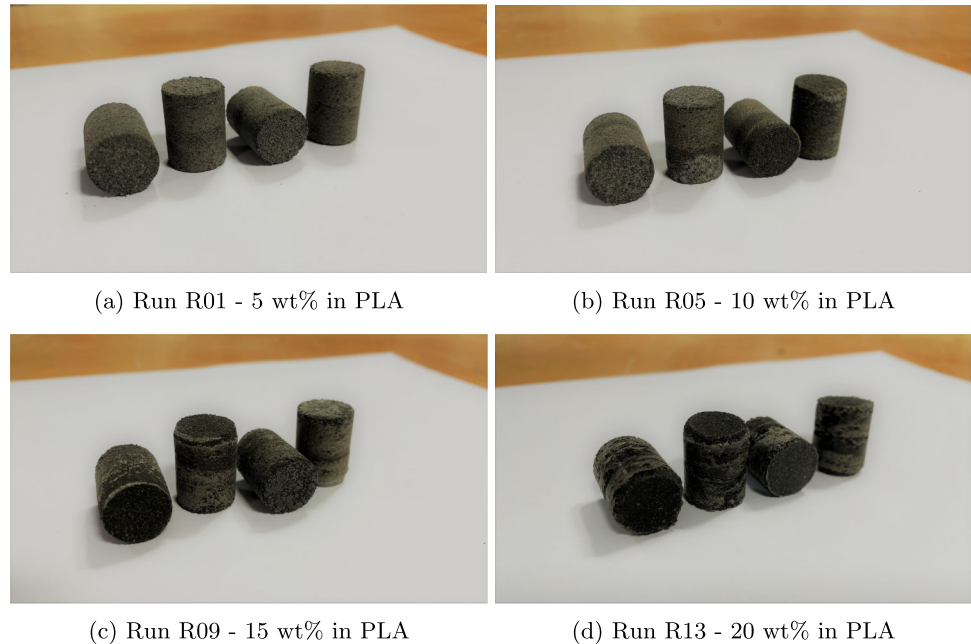 (a) Run R01 - 5 wt% in PLA
(b) Run R05 - 10 wt% in PLA
(c) Run R09 - 15 wt% in PLA
(d) Run R13 - 20 wt% in PLA